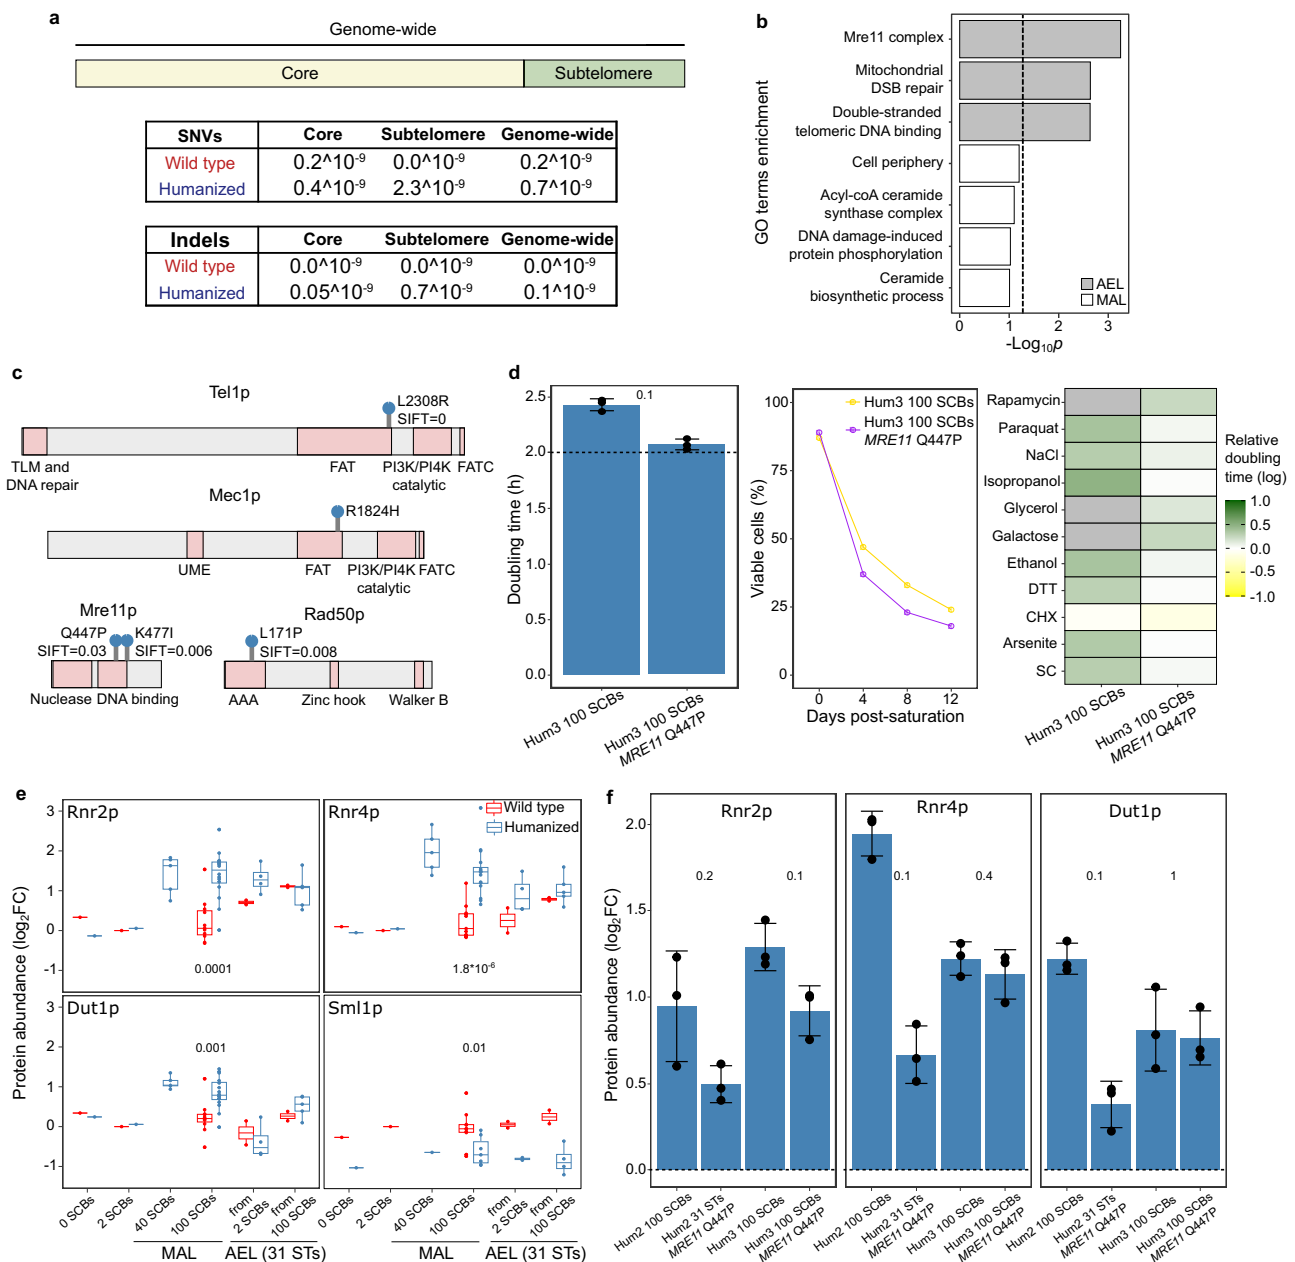 a
Genome-wide
Core Subtelomere
SNVs Core Subtelomere Genome-wide
Wild type 0.2^10-9 0.0^10-9 0.2^10-9
Humanized 0.4^10-9 2.3^10-9 0.7^10-9
Indels Core Subtelomere Genome-wide
Wild type 0.0^10-9 0.0^10-9 0.0^10-9
Humanized 0.05^10-9 0.7^10-9 0.1^10-9
b
GO terms enrichment
Mre11 complex
Mitochondrial
DSB repair
Double-stranded
telomeric DNA binding
Cell periphery
Acyl-coA ceramide
synthase complex
DNA damage-induced
protein phosphorylation
Ceramide
biosynthetic process
AEL
MAL
0 1 2 3
-Log10p
c
Tel1p
L2308R
SIFT=0
TLM and
DNA repair
FAT
PI3K/PI4K
catalytic
FATC
Mec1p
R1824H
UME
FAT
PI3K/PI4K
catalytic
FATC
Mre11p
Q447P
SIFT=0.03
K477I
SIFT=0.006
Nuclease DNA binding
Rad50p
L171P
SIFT=0.008
AAA
Zinc hook
Walker B
d
Doubling time (h)
2.5
2.0
1.5
1.0
0.5
0.0
0.1
Hum3 100 SCBs
Hum3 100 SCBs
MRE11 Q447P
Viable cells (%)
100
75
50
25
0
Hum3 100 SCBs
Hum3 100 SCBs
MRE11 Q447P
0 4 8 12
Days post-saturation
Rapamycin
Paraquat
NaCl
Isopropanol
Glycerol
Galactose
Ethanol
DTT
CHX
Arsenite
SC
Hum3 100 SCBs
Hum3 100 SCBs
MRE11 Q447P
Relative
doubling
time (log)
1.0
0.5
0.0
-0.5
-1.0
e
Protein abundance (log2FC)
Rnr2p
3
2
1
0
-1
0.0001
Rnr4p
Wild type
Humanized
1.8*10-6
Dut1p
3
2
1
0
-1
0.001
Sml1p
0.01
0 SCBs
2 SCBs
40 SCBs
100 SCBs
from
2 SCBs
from
100 SCBs
MAL
AEL (31 STs)
0 SCBs
2 SCBs
40 SCBs
100 SCBs
from
2 SCBs
from
100 SCBs
MAL
AEL (31 STs)
f
Protein abundance (log2FC)
2.0
1.5
1.0
0.5
0.0
Rnr2p
0.2 0.1
Hum2 100 SCBs
Hum2 31 STs
MRE11 Q447P
Hum3 100 SCBs
Hum3 100 SCBs
MRE11 Q447P
Rnr4p
0.1 0.4
Hum2 100 SCBs
Hum2 31 STs
MRE11 Q447P
Hum3 100 SCBs
Hum3 100 SCBs
MRE11 Q447P
Dut1p
0.1 1
Hum2 100 SCBs
Hum2 31 STs
MRE11 Q447P
Hum3 100 SCBs
Hum3 100 SCBs
MRE11 Q447P